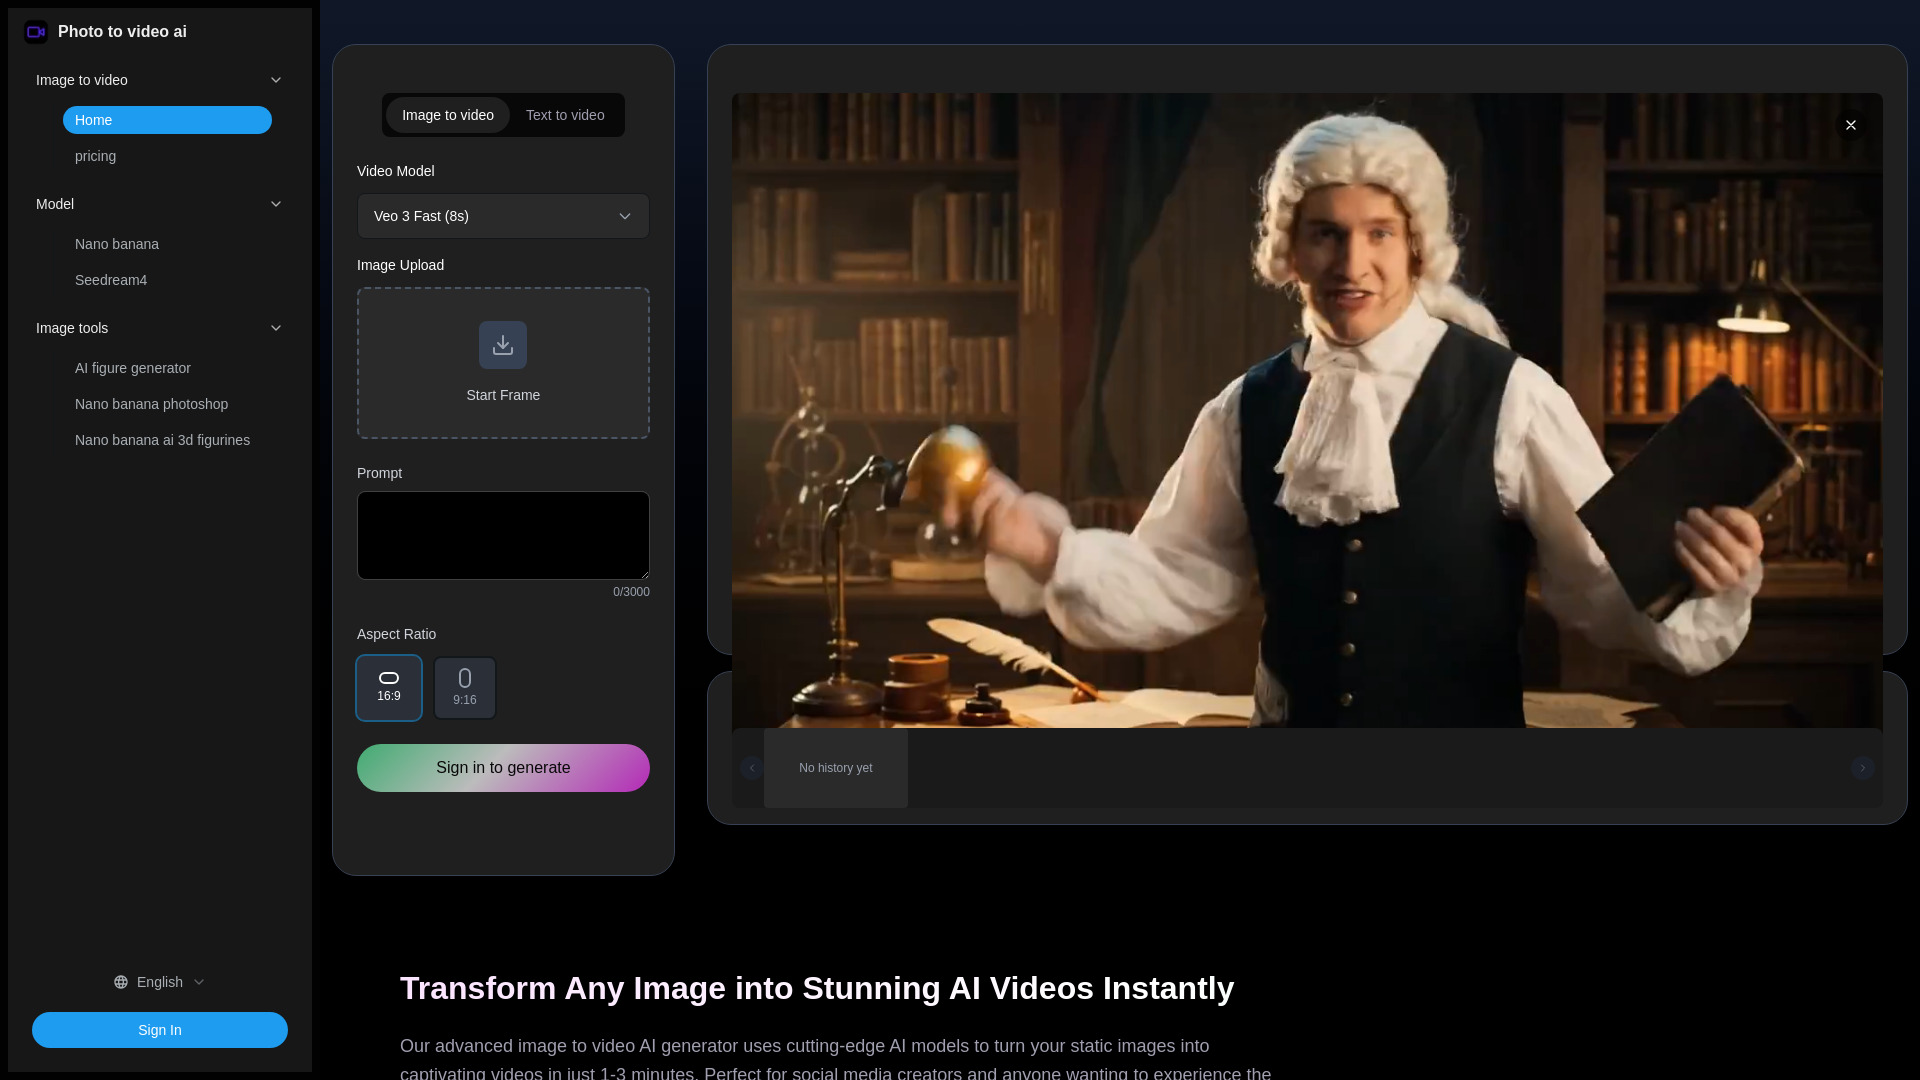 Photo to video ai
Image to video
Home
pricing
Model
Nano banana
Seedream4
Image tools
AI figure generator
Nano banana photoshop
Nano banana ai 3d figurines
English
Sign In
Image to video
Text to video
Video Model
Veo 3 Fast (8s)
Image Upload
Start Frame
Prompt
0/3000
Aspect Ratio
16:9
9:16
Sign in to generate
No history yet
Transform Any Image into Stunning AI Videos Instantly
Our advanced image to video AI generator uses cutting-edge AI models to turn your static images into
captivating videos in just 1-3 minutes. Perfect for social media creators and anyone wanting to experience the